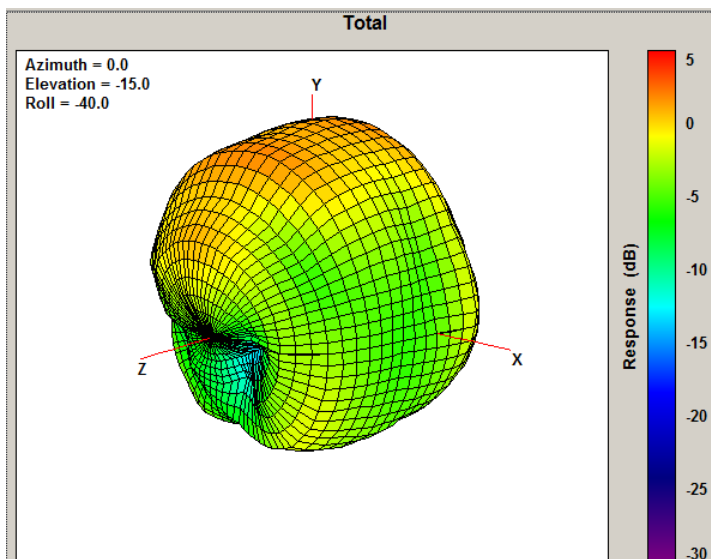 Total
Azimuth = 0.0
Elevation = -15.0
Roll = -40.0
Y
X
Z
5
0
-5
-10
-15
-20
-25
-30
Response (dB)